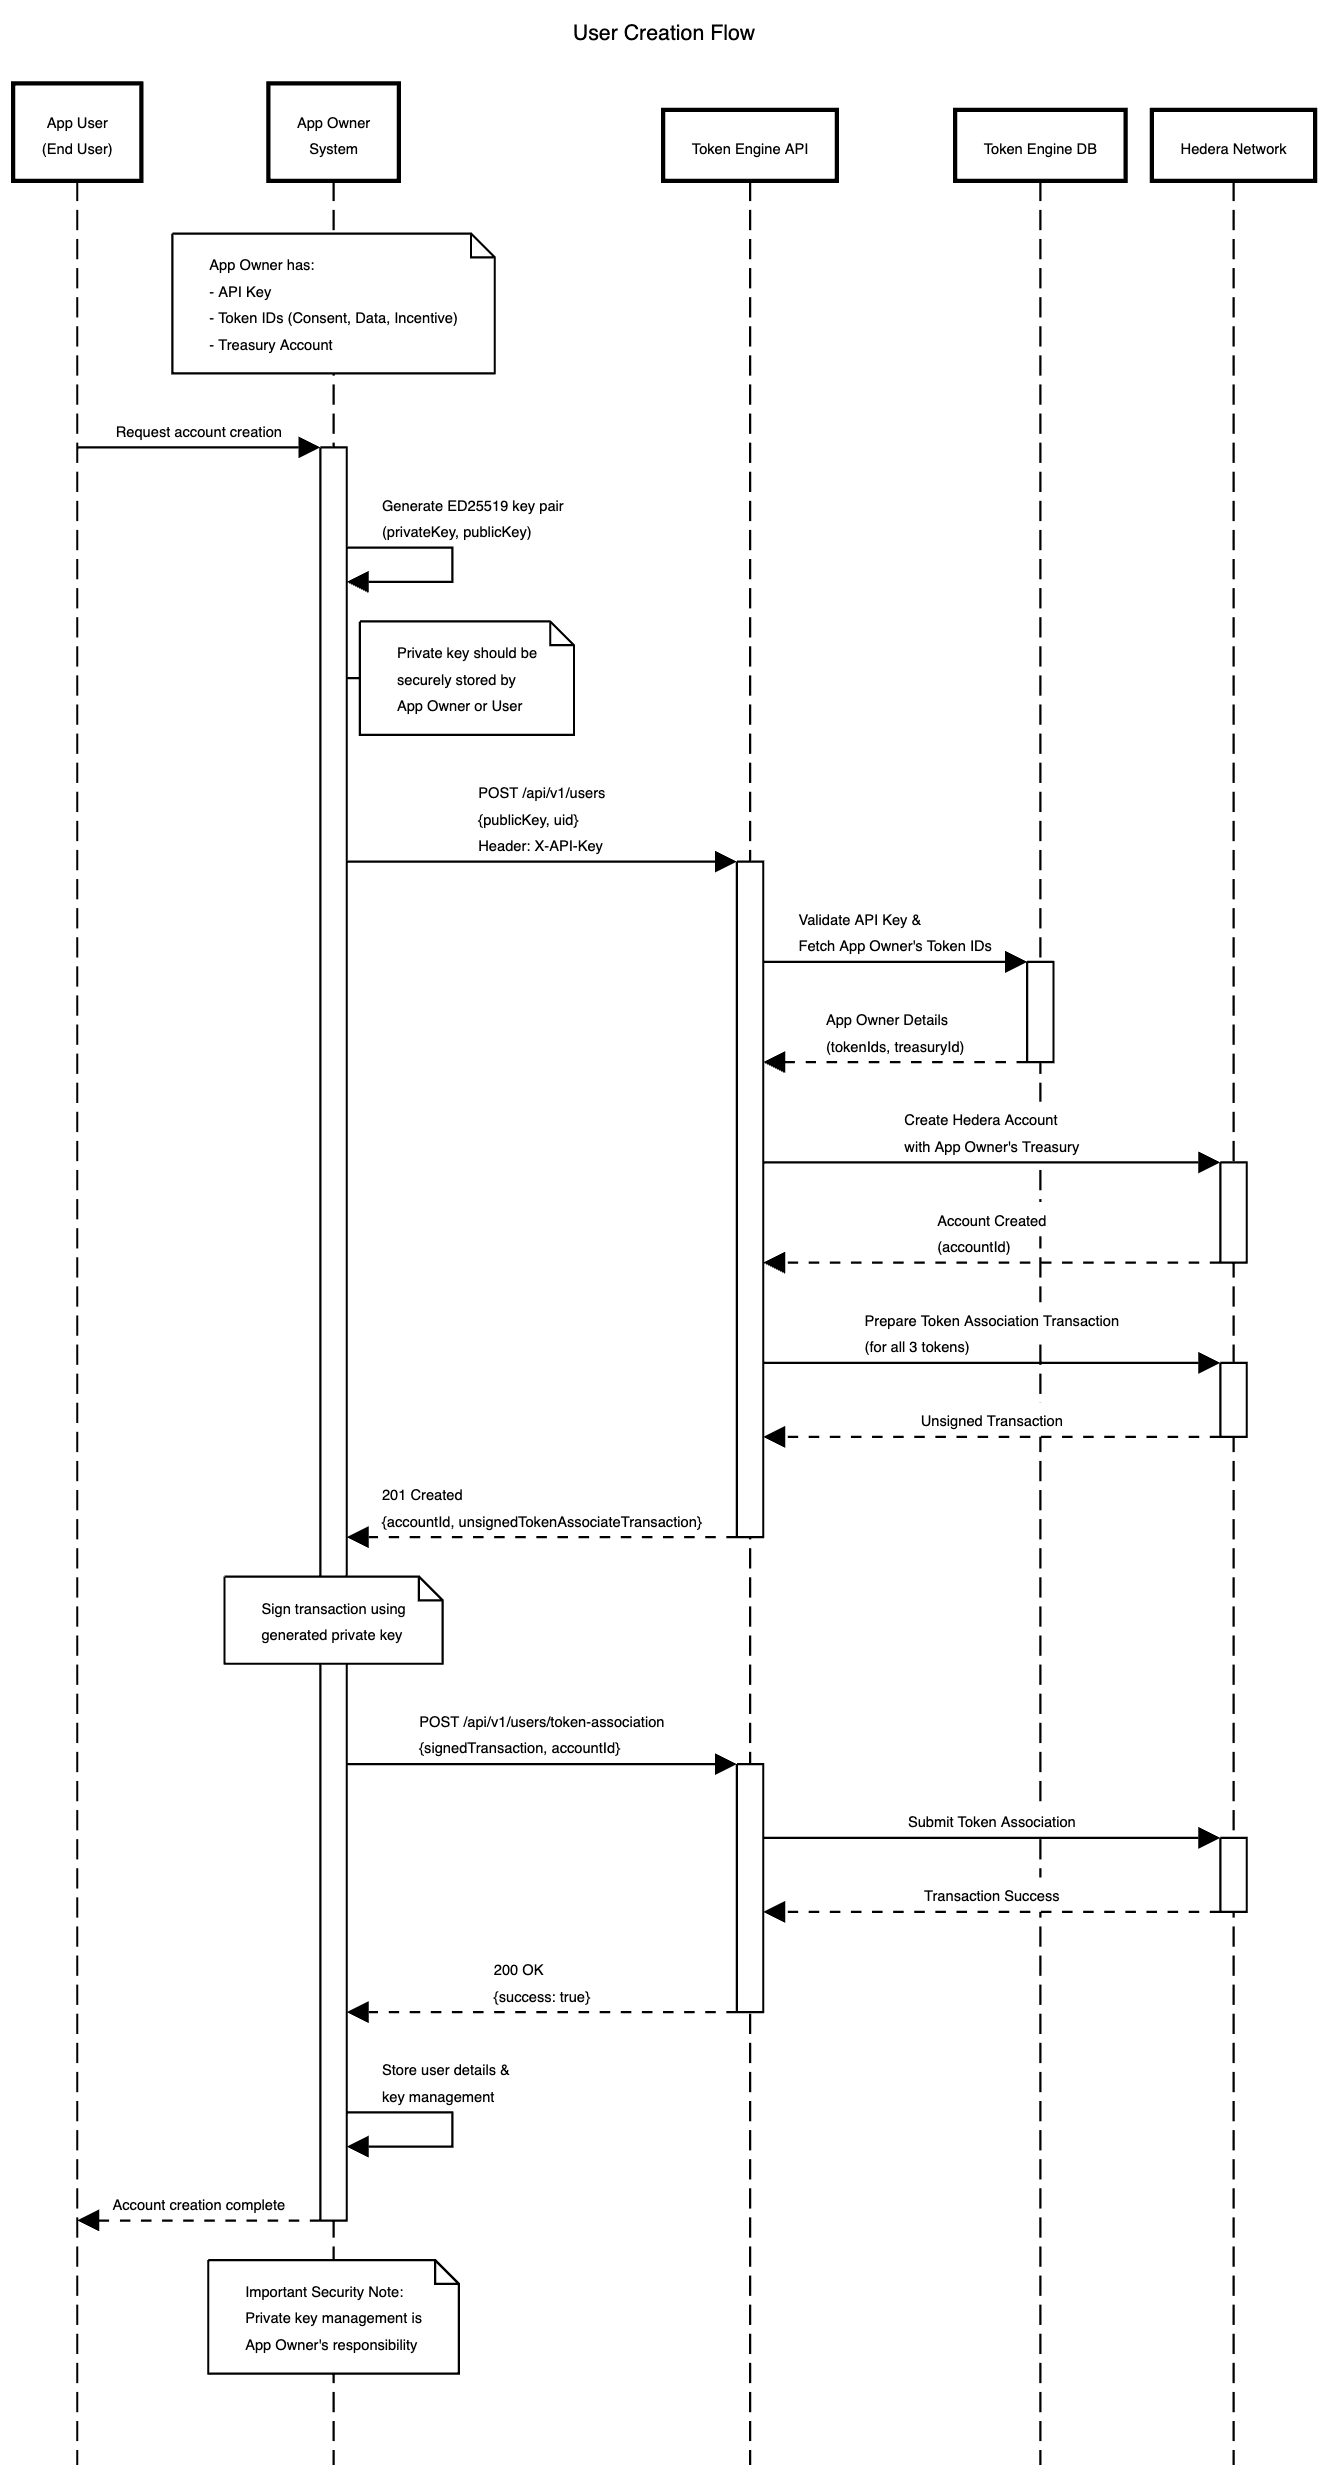 User Creation Flow
App User
(End User)
App Owner
System
Token Engine API
Token Engine DB
Hedera Network
App Owner has:
- API Key
- Token IDs (Consent, Data, Incentive)
- Treasury Account
Request account creation
Generate ED25519 key pair
(privateKey, publicKey)
Private key should be
securely stored by
App Owner or User
POST /api/v1/users
{publicKey, uid}
Header: X-API-Key
Validate API Key &
Fetch App Owner's Token IDs
App Owner Details
(tokenIds, treasuryId)
Create Hedera Account
with App Owner's Treasury
Account Created
(accountId)
Prepare Token Association Transaction
(for all 3 tokens)
Unsigned Transaction
201 Created
{accountId, unsignedTokenAssociateTransaction}
Sign transaction using
generated private key
POST /api/v1/users/token-association
{signedTransaction, accountId}
Submit Token Association
Transaction Success
200 OK
{success: true}
Store user details &
key management
Account creation complete
Important Security Note:
Private key management is
App Owner's responsibility